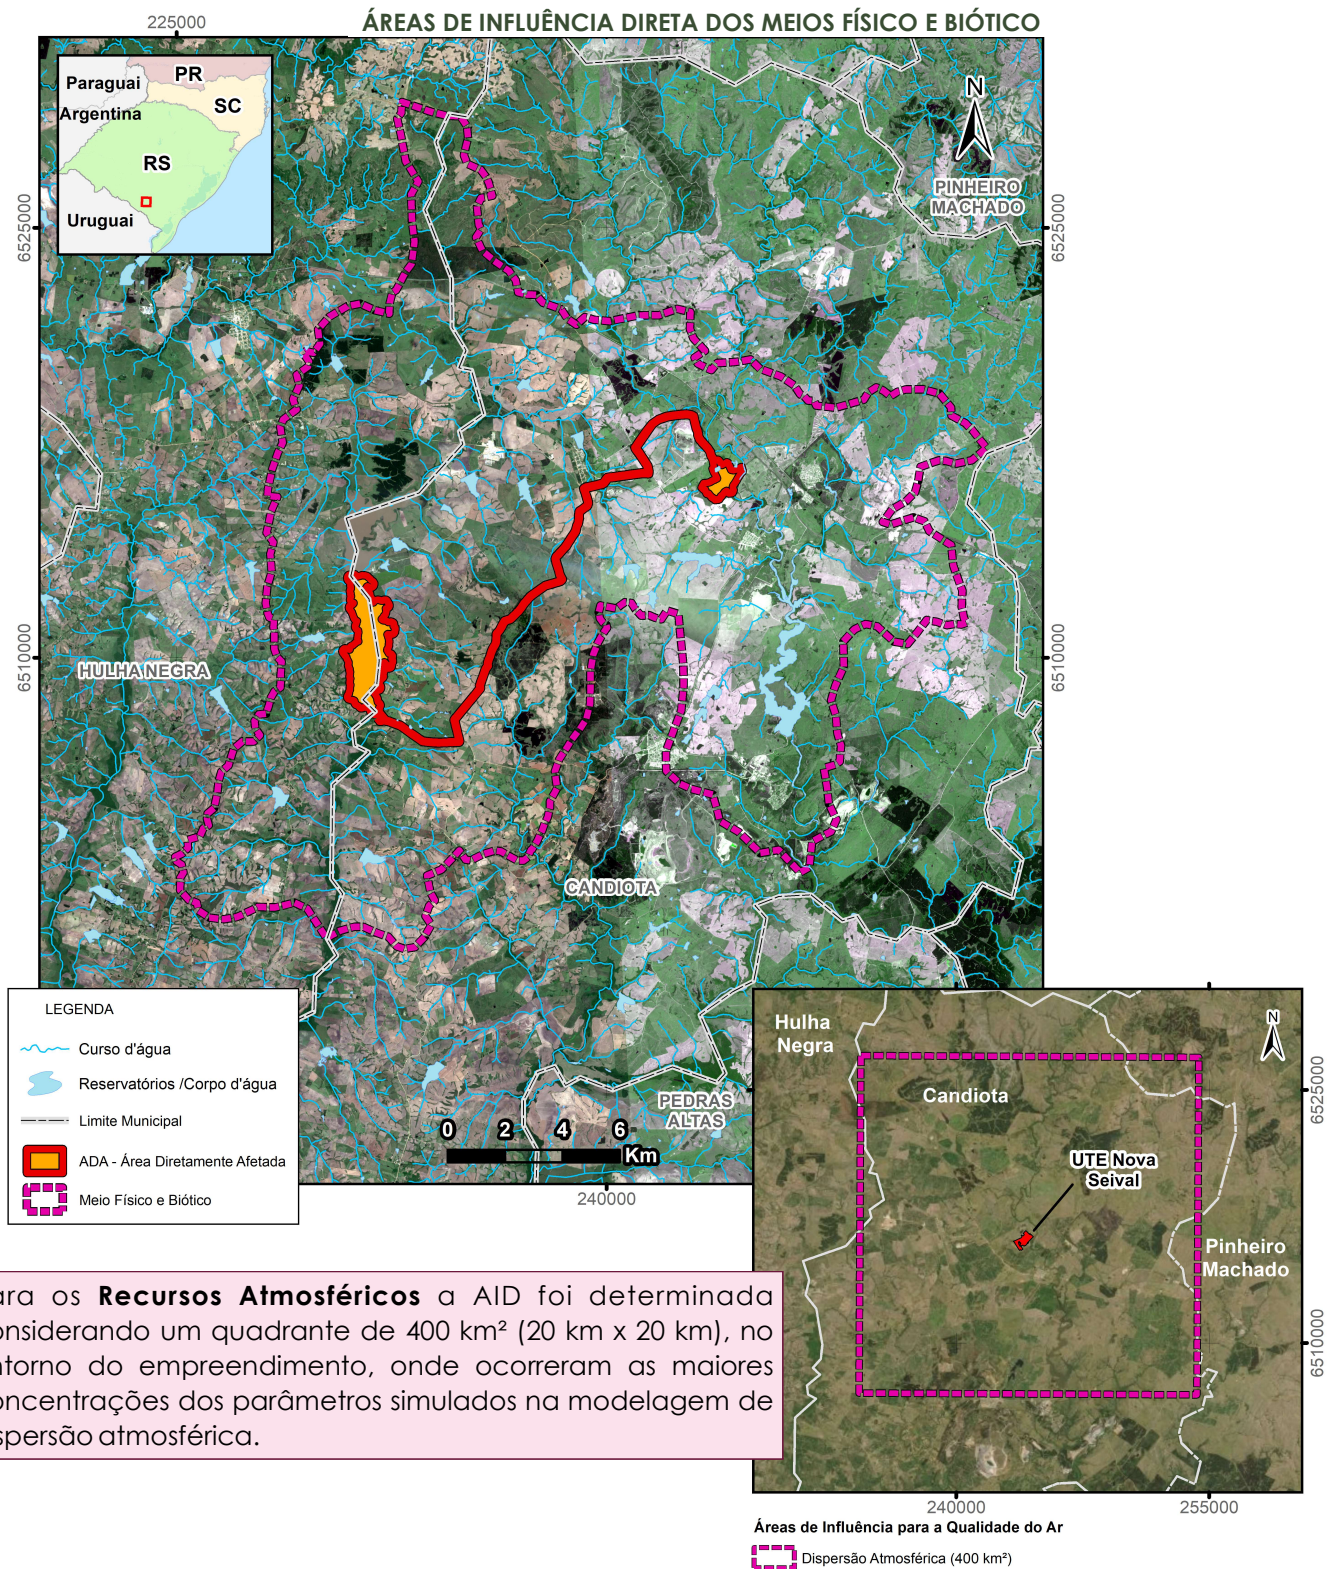 ÁREAS DE INFLUÊNCIA DIRETA DOS MEIOS FÍSICO E BIÓTICO
225000
Paraguai
PR
Argentina
SC
RS
Uruguai
N
PINHEIRO
MACHADO
6525000
6525000
6510000
6510000
HULHA NEGRA
CANDIOTA
PEDRAS
ALTAS
0 2 4 6
Km
240000
LEGENDA
Curso d'água
Reservatórios /Corpo d'água
Limite Municipal
ADA - Área Diretamente Afetada
Meio Físico e Biótico
Hulha
Negra
N
Candiota
UTE Nova
Seival
Pinheiro
Machado
6525000
6510000
240000
255000
ara os Recursos Atmosféricos a AID foi determinada
onsiderando um quadrante de 400 km² (20 km x 20 km), no
ntorno do empreendimento, onde ocorreram as maiores
oncentrações dos parâmetros simulados na modelagem de
spersão atmosférica.
Áreas de Influência para a Qualidade do Ar
Dispersão Atmosférica (400 km²)